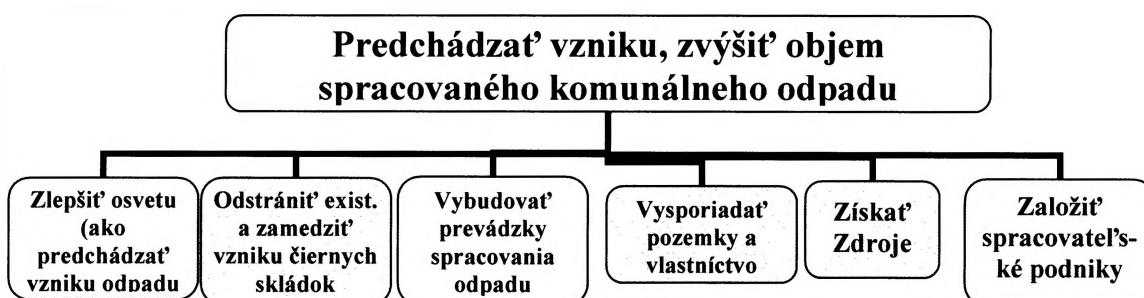 Predchádzať vzniku, zvýšiť objem
spracovaného komunálneho odpadu
Zlepšiť osvetu
(ako
predchádzať
vzniku odpadu
Odstrániť exist.
a zamedziť
vzniku čiernych
skládok
Vybudovať
prevádzky
spracovania
odpadu
Vysporiadať
pozemky a
vlastníctvo
Získať
Zdroje
Založiť
spracovateľs-
ké podniky